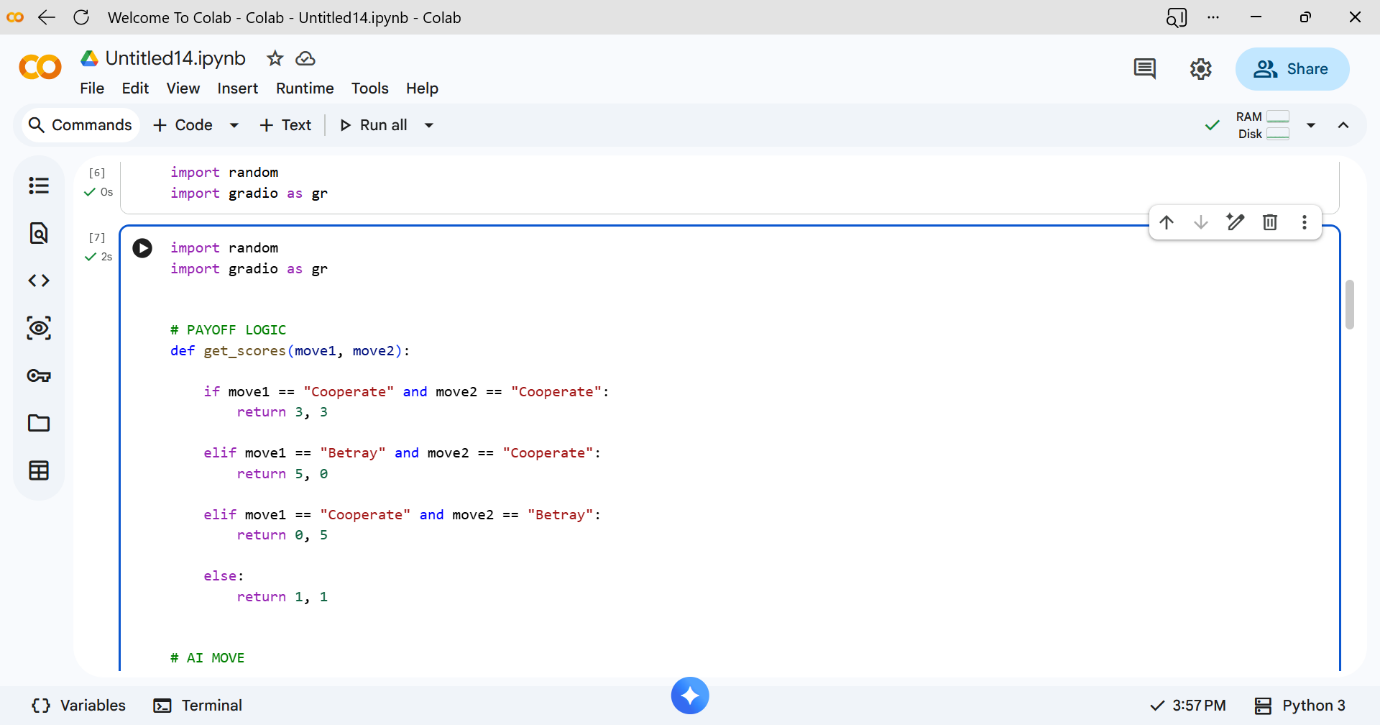 Welcome To Colab - Colab - Untitled14.ipynb - Colab
Untitled14.ipynb
File Edit View Insert Runtime Tools Help
Share
Commands + Code + Text Run all
RAM
Disk
[6]
0s
import random
import gradio as gr
[7]
2s
import random
import gradio as gr
# PAYOFF LOGIC
def get_scores(move1, move2):
if move1 == "Cooperate" and move2 == "Cooperate":
return 3, 3
elif move1 == "Betray" and move2 == "Cooperate":
return 5, 0
elif move1 == "Cooperate" and move2 == "Betray":
return 0, 5
else:
return 1, 1
# AI MOVE
Variables Terminal
3:57 PM Python 3